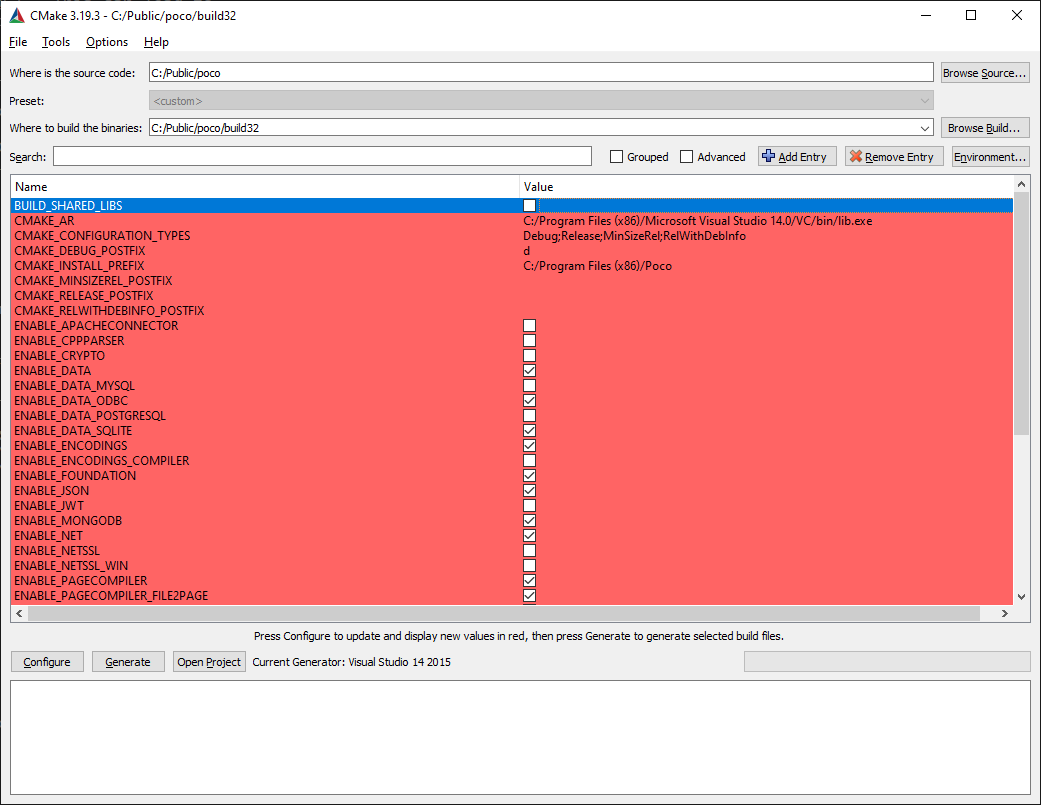 CMake 3.19.3 - C:/Public/poco/build32
File Tools Options Help
Where is the source code: C:/Public/poco Browse Source...
Preset: <custom>
Where to build the binaries: C:/Public/poco/build32 Browse Build...
Search: Grouped Advanced Add Entry Remove Entry Environment...
Name Value
BUILD_SHARED_LIBS
CMAKE_AR C:/Program Files (x86)/Microsoft Visual Studio 14.0/VC/bin/lib.exe
CMAKE_CONFIGURATION_TYPES Debug;Release;MinSizeRel;RelWithDebInfo
CMAKE_DEBUG_POSTFIX d
CMAKE_INSTALL_PREFIX C:/Program Files (x86)/Poco
CMAKE_MINSIZEREL_POSTFIX
CMAKE_RELEASE_POSTFIX
CMAKE_RELWITHDEBINFO_POSTFIX
ENABLE_APACHECONNECTOR
ENABLE_CPPPARSER
ENABLE_CRYPTO
ENABLE_DATA
ENABLE_DATA_MYSQL
ENABLE_DATA_ODBC
ENABLE_DATA_POSTGRESQL
ENABLE_DATA_SQLITE
ENABLE_ENCODINGS
ENABLE_ENCODINGS_COMPILER
ENABLE_FOUNDATION
ENABLE_JSON
ENABLE_JWT
ENABLE_MONGODB
ENABLE_NET
ENABLE_NETSSL
ENABLE_NETSSL_WIN
ENABLE_PAGECOMPILER
ENABLE_PAGECOMPILER_FILE2PAGE
Press Configure to update and display new values in red, then press Generate to generate selected build files.
Configure Generate Open Project Current Generator: Visual Studio 14 2015